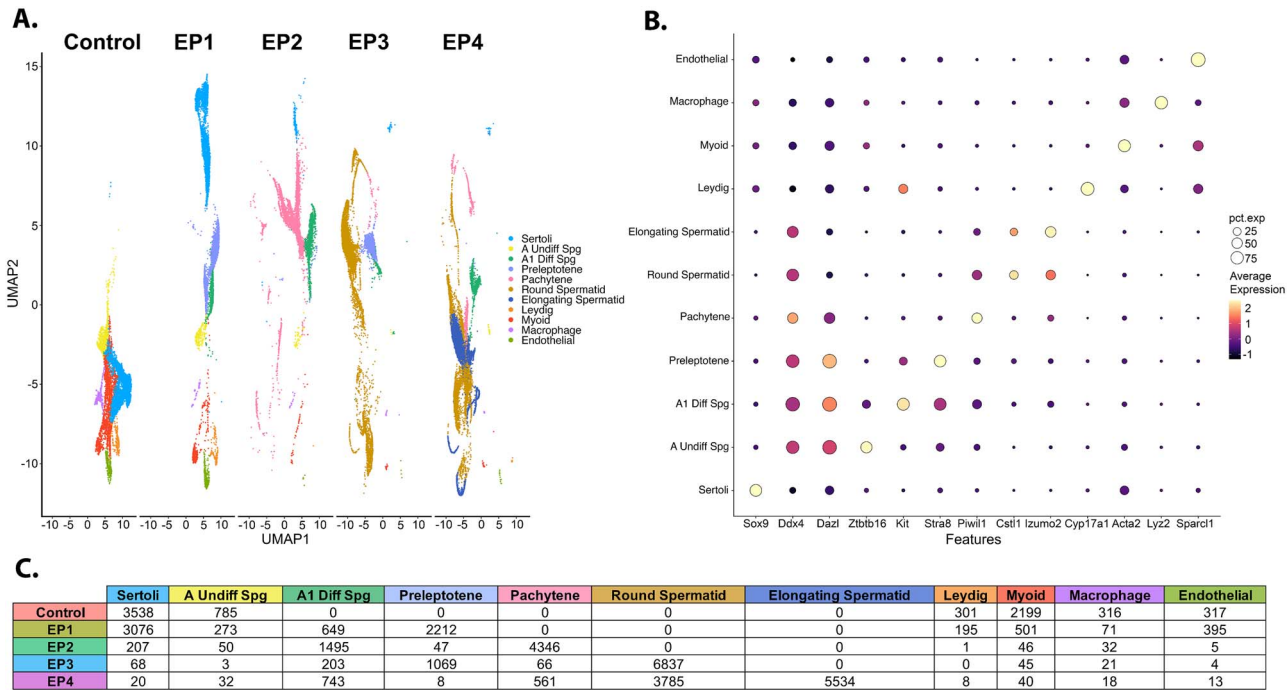 A.
Control EP1 EP2 EP3 EP4
UMAP2
15
10
5
0
-5
-10
-10 -5 0 5 10 -10 -5 0 5 10 -10 -5 0 5 10 -10 -5 0 5 10 -10 -5 0 5 10
UMAP1
Sertoli
A Undiff Spg
A1 Diff Spg
Preleptotene
Pachytene
Round Spermatid
Elongating Spermatid
Leydig
Myoid
Macrophage
Endothelial
B.
Endothelial
Macrophage
Myoid
Leydig
Elongating Spermatid
Round Spermatid
Pachytene
Preleptotene
A1 Diff Spg
A Undiff Spg
Sertoli
Sox9 Ddx4 Dazl Ztbtb16 Kit Stra8 Piwil1 Cstl1 Izumo2 Cyp17a1 Acta2 Lyz2 Sparcl1
Features
pct.exp
25
50
75
Average
Expression
2
1
0
-1
C.
Sertoli A Undiff Spg A1 Diff Spg Preleptotene Pachytene Round Spermatid Elongating Spermatid Leydig Myoid Macrophage Endothelial
Control 3538 785 0 0 0 0 0 301 2199 316 317
EP1 3076 273 649 2212 0 0 0 195 501 71 395
EP2 207 50 1495 47 4346 0 0 1 46 32 5
EP3 68 3 203 1069 66 6837 0 0 45 21 4
EP4 20 32 743 8 561 3785 5534 8 40 18 13